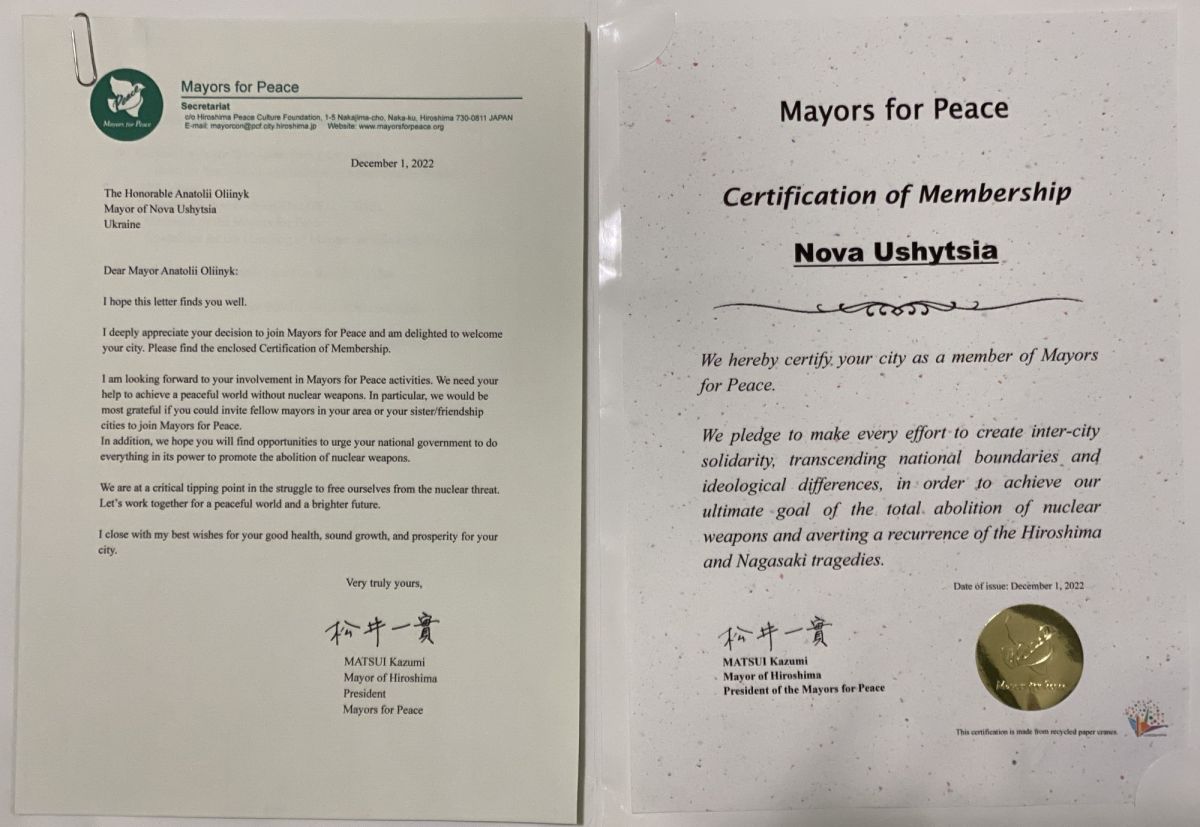 Peace
Mayors for Peace
Mayors for Peace
Secretariat
c/o Hiroshima Peace Culture Foundation, 1-5 Nakajima-cho, Naka-ku, Hiroshima 730-0811 JAPAN
E-mail: mayorcon@pcf.city.hiroshima.jp Website: www.mayorsforpeace.org
December 1, 2022
The Honorable Anatolii Oliinyk
Mayor of Nova Ushytsia
Ukraine
Dear Mayor Anatolii Oliinyk:
I hope this letter finds you well.
I deeply appreciate your decision to join Mayors for Peace and am delighted to welcome
your city. Please find the enclosed Certification of Membership.
I am looking forward to your involvement in Mayors for Peace activities. We need your
help to achieve a peaceful world without nuclear weapons. In particular, we would be
most grateful if you could invite fellow mayors in your area or your sister/friendship
cities to join Mayors for Peace.
In addition, we hope you will find opportunities to urge your national government to do
everything in its power to promote the abolition of nuclear weapons.
We are at a critical tipping point in the struggle to free ourselves from the nuclear threat.
Let's work together for a peaceful world and a brighter future.
I close with my best wishes for your good health, sound growth, and prosperity for your
city.
Very truly yours,
松井一實
MATSUI Kazumi
Mayor of Hiroshima
President
Mayors for Peace
Mayors for Peace
Certification of Membership
Nova Ushytsia
We hereby certify your city as a member of Mayors
for Peace.
We pledge to make every effort to create inter-city
solidarity, transcending national boundaries and
ideological differences, in order to achieve our
ultimate goal of the total abolition of nuclear
weapons and averting a recurrence of the Hiroshima
and Nagasaki tragedies.
Date of issue: December 1, 2022
松井一實
MATSUI Kazumi
Mayor of Hiroshima
President of the Mayors for Peace
Peace
Mayors for Peace
This certification is made from recycled paper cranes.